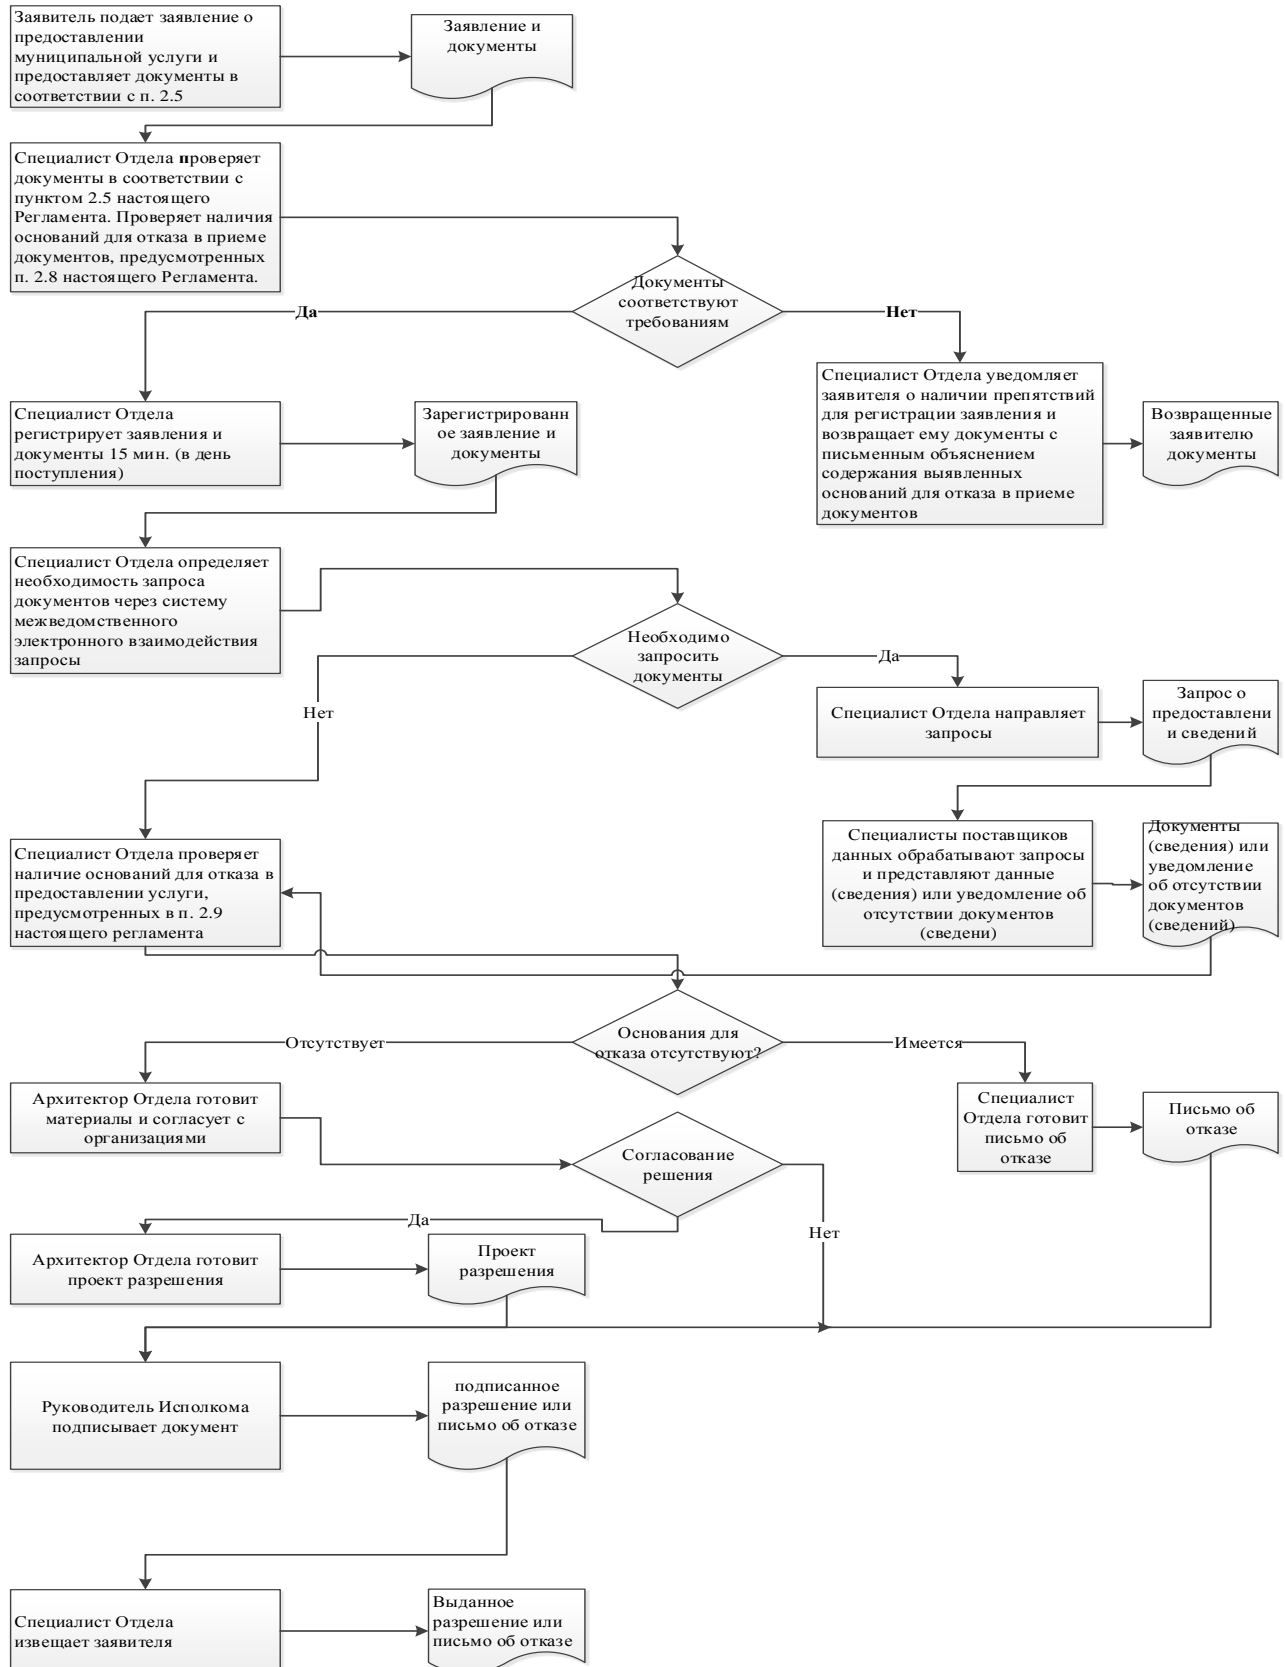 Заявитель подает заявление о
предоставлении
муниципальной услуги и
предоставляет документы в
соответствии с п. 2.5
Заявление и
документы
Специалист Отдела проверяет
документы в соответствии с
пунктом 2.5 настоящего
Регламента. Проверяет наличия
оснований для отказа в приеме
документов, предусмотренных
п. 2.8 настоящего Регламента.
Документы
соответствуют
требованиям
Да
Нет
Специалист Отдела
регистрирует заявления и
документы 15 мин. (в день
поступления)
Зарегистрированн
ое заявление и
документы
Специалист Отдела уведомляет
заявителя о наличии препятствий
для регистрации заявления и
возвращает ему документы с
письменным объяснением
содержания выявленных
оснований для отказа в приеме
документов
Возвращенные
заявителю
документы
Специалист Отдела определяет
необходимость запроса
документов через систему
межведомственного
электронного взаимодействия
запросы
Необходимо
запросить
документы
Да
Нет
Специалист Отдела направляет
запросы
Запрос о
предоставлени
и сведений
Специалист Отдела проверяет
наличие оснований для отказа в
предоставлении услуги,
предусмотренных в п. 2.9
настоящего регламента
Специалисты поставщиков
данных обрабатывают запросы
и представляют данные
(сведения) или уведомление об
отсутствии документов
(сведени)
Документы
(сведения) или
уведомление
об отсутствии
документов
(сведений)
Основания для
отказа отсутствуют?
Отсутствует
Имеется
Архитектор Отдела готовит
материалы и согласует с
организациями
Согласование
решения
Специалист
Отдела готовит
письмо об
отказе
Письмо об
отказе
Да
Нет
Архитектор Отдела готовит
проект разрешения
Проект
разрешения
Руководитель Исполкома
подписывает документ
подписанное
разрешение или
письмо об отказе
Специалист Отдела
извещает заявителя
Выданное
разрешение или
письмо об отказе